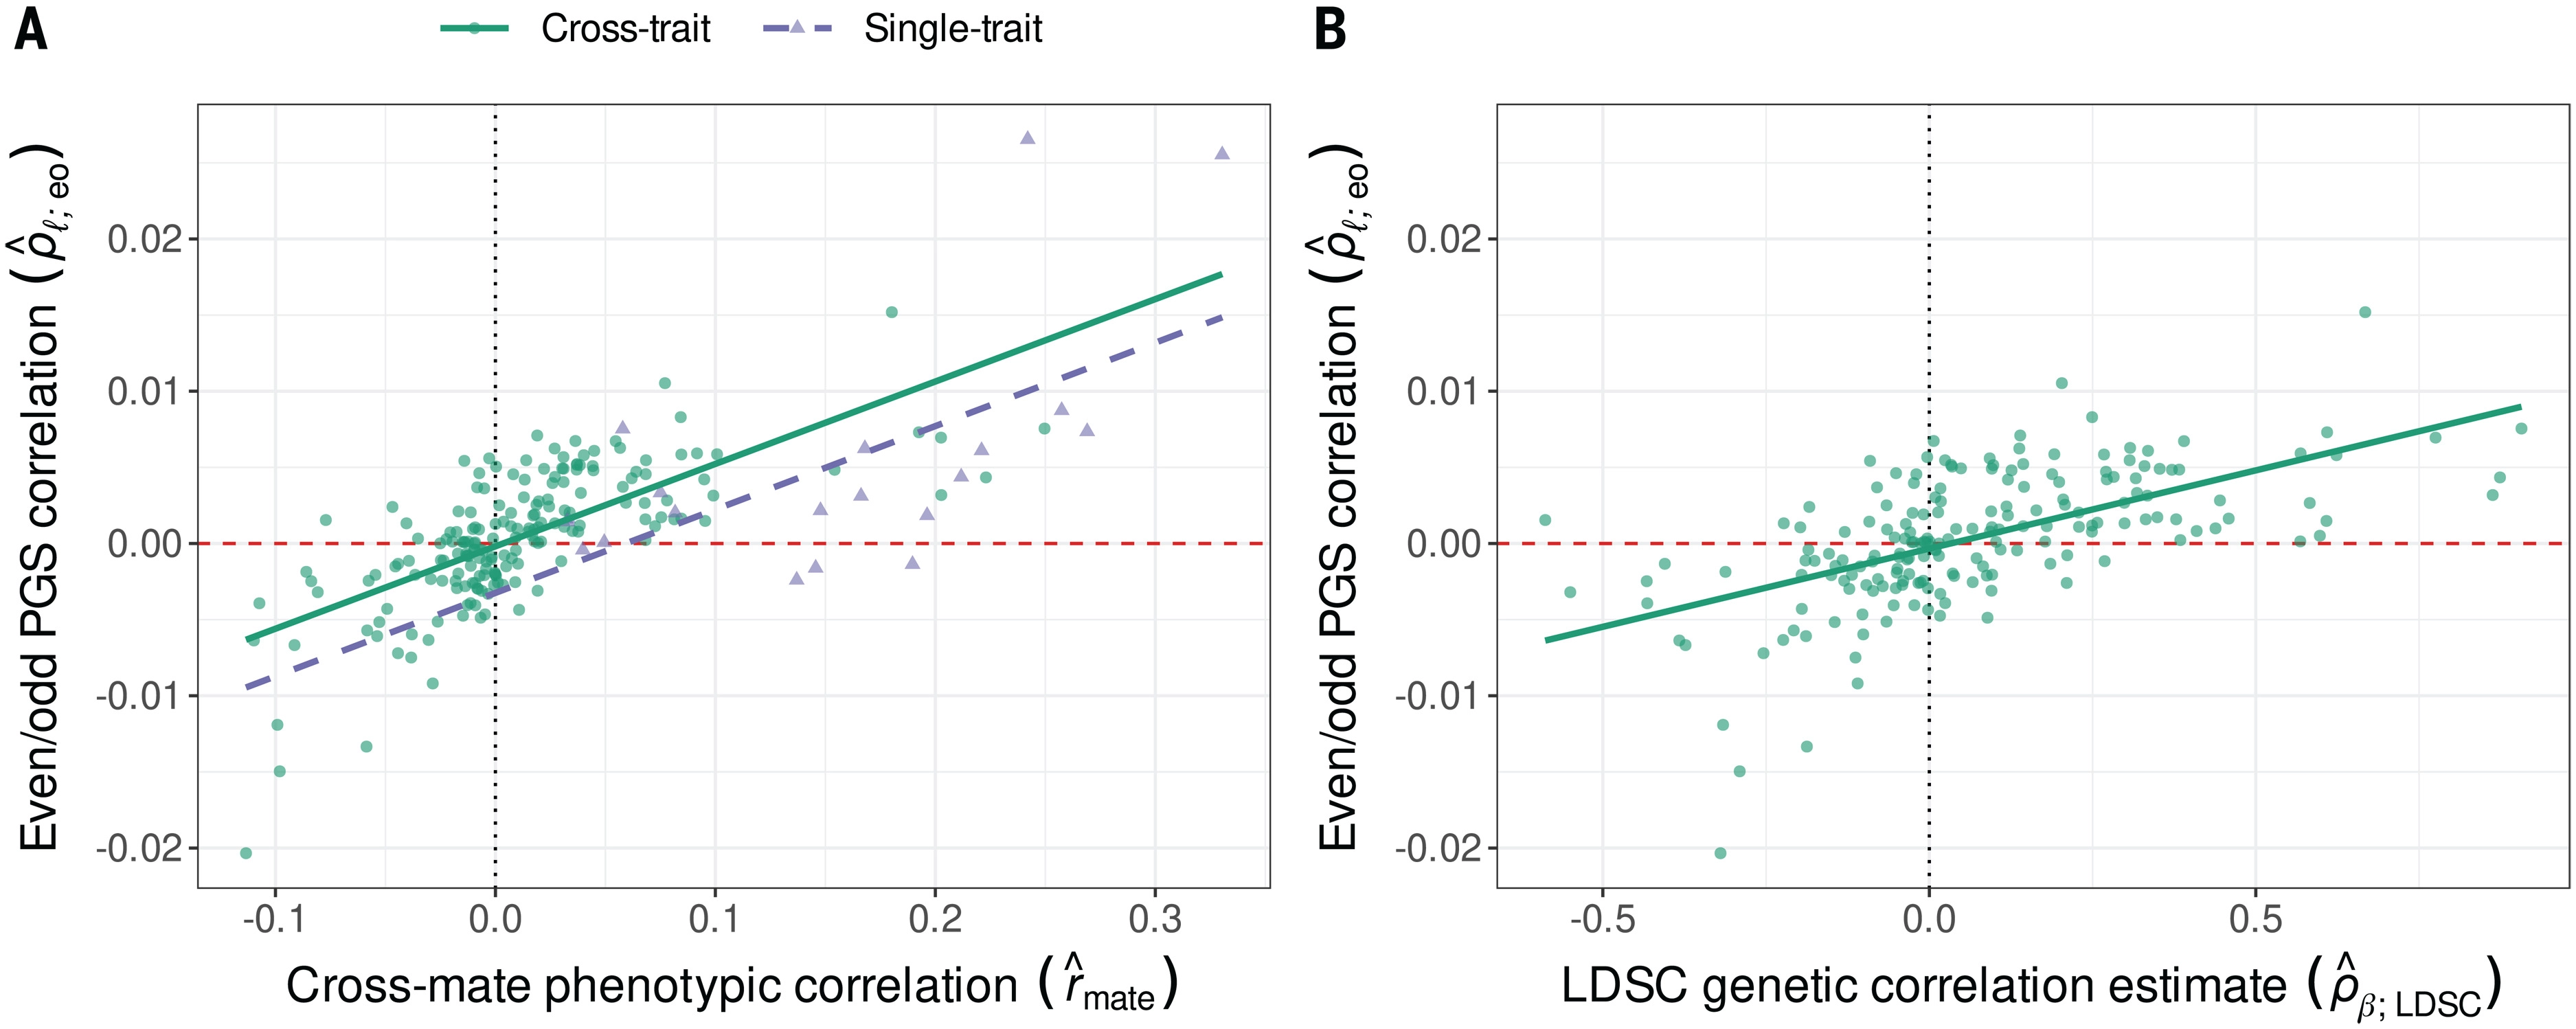 A
Cross-trait
Single-trait
B
Even/odd PGS correlation (ρ̂ℓ; eo)
0.02
0.01
0.00
-0.01
-0.02
-0.1
0.0
0.1
0.2
0.3
Cross-mate phenotypic correlation (r̂mate)
Even/odd PGS correlation (ρ̂ℓ; eo)
0.02
0.01
0.00
-0.01
-0.02
-0.5
0.0
0.5
LDSC genetic correlation estimate (ρ̂β; LDSC)